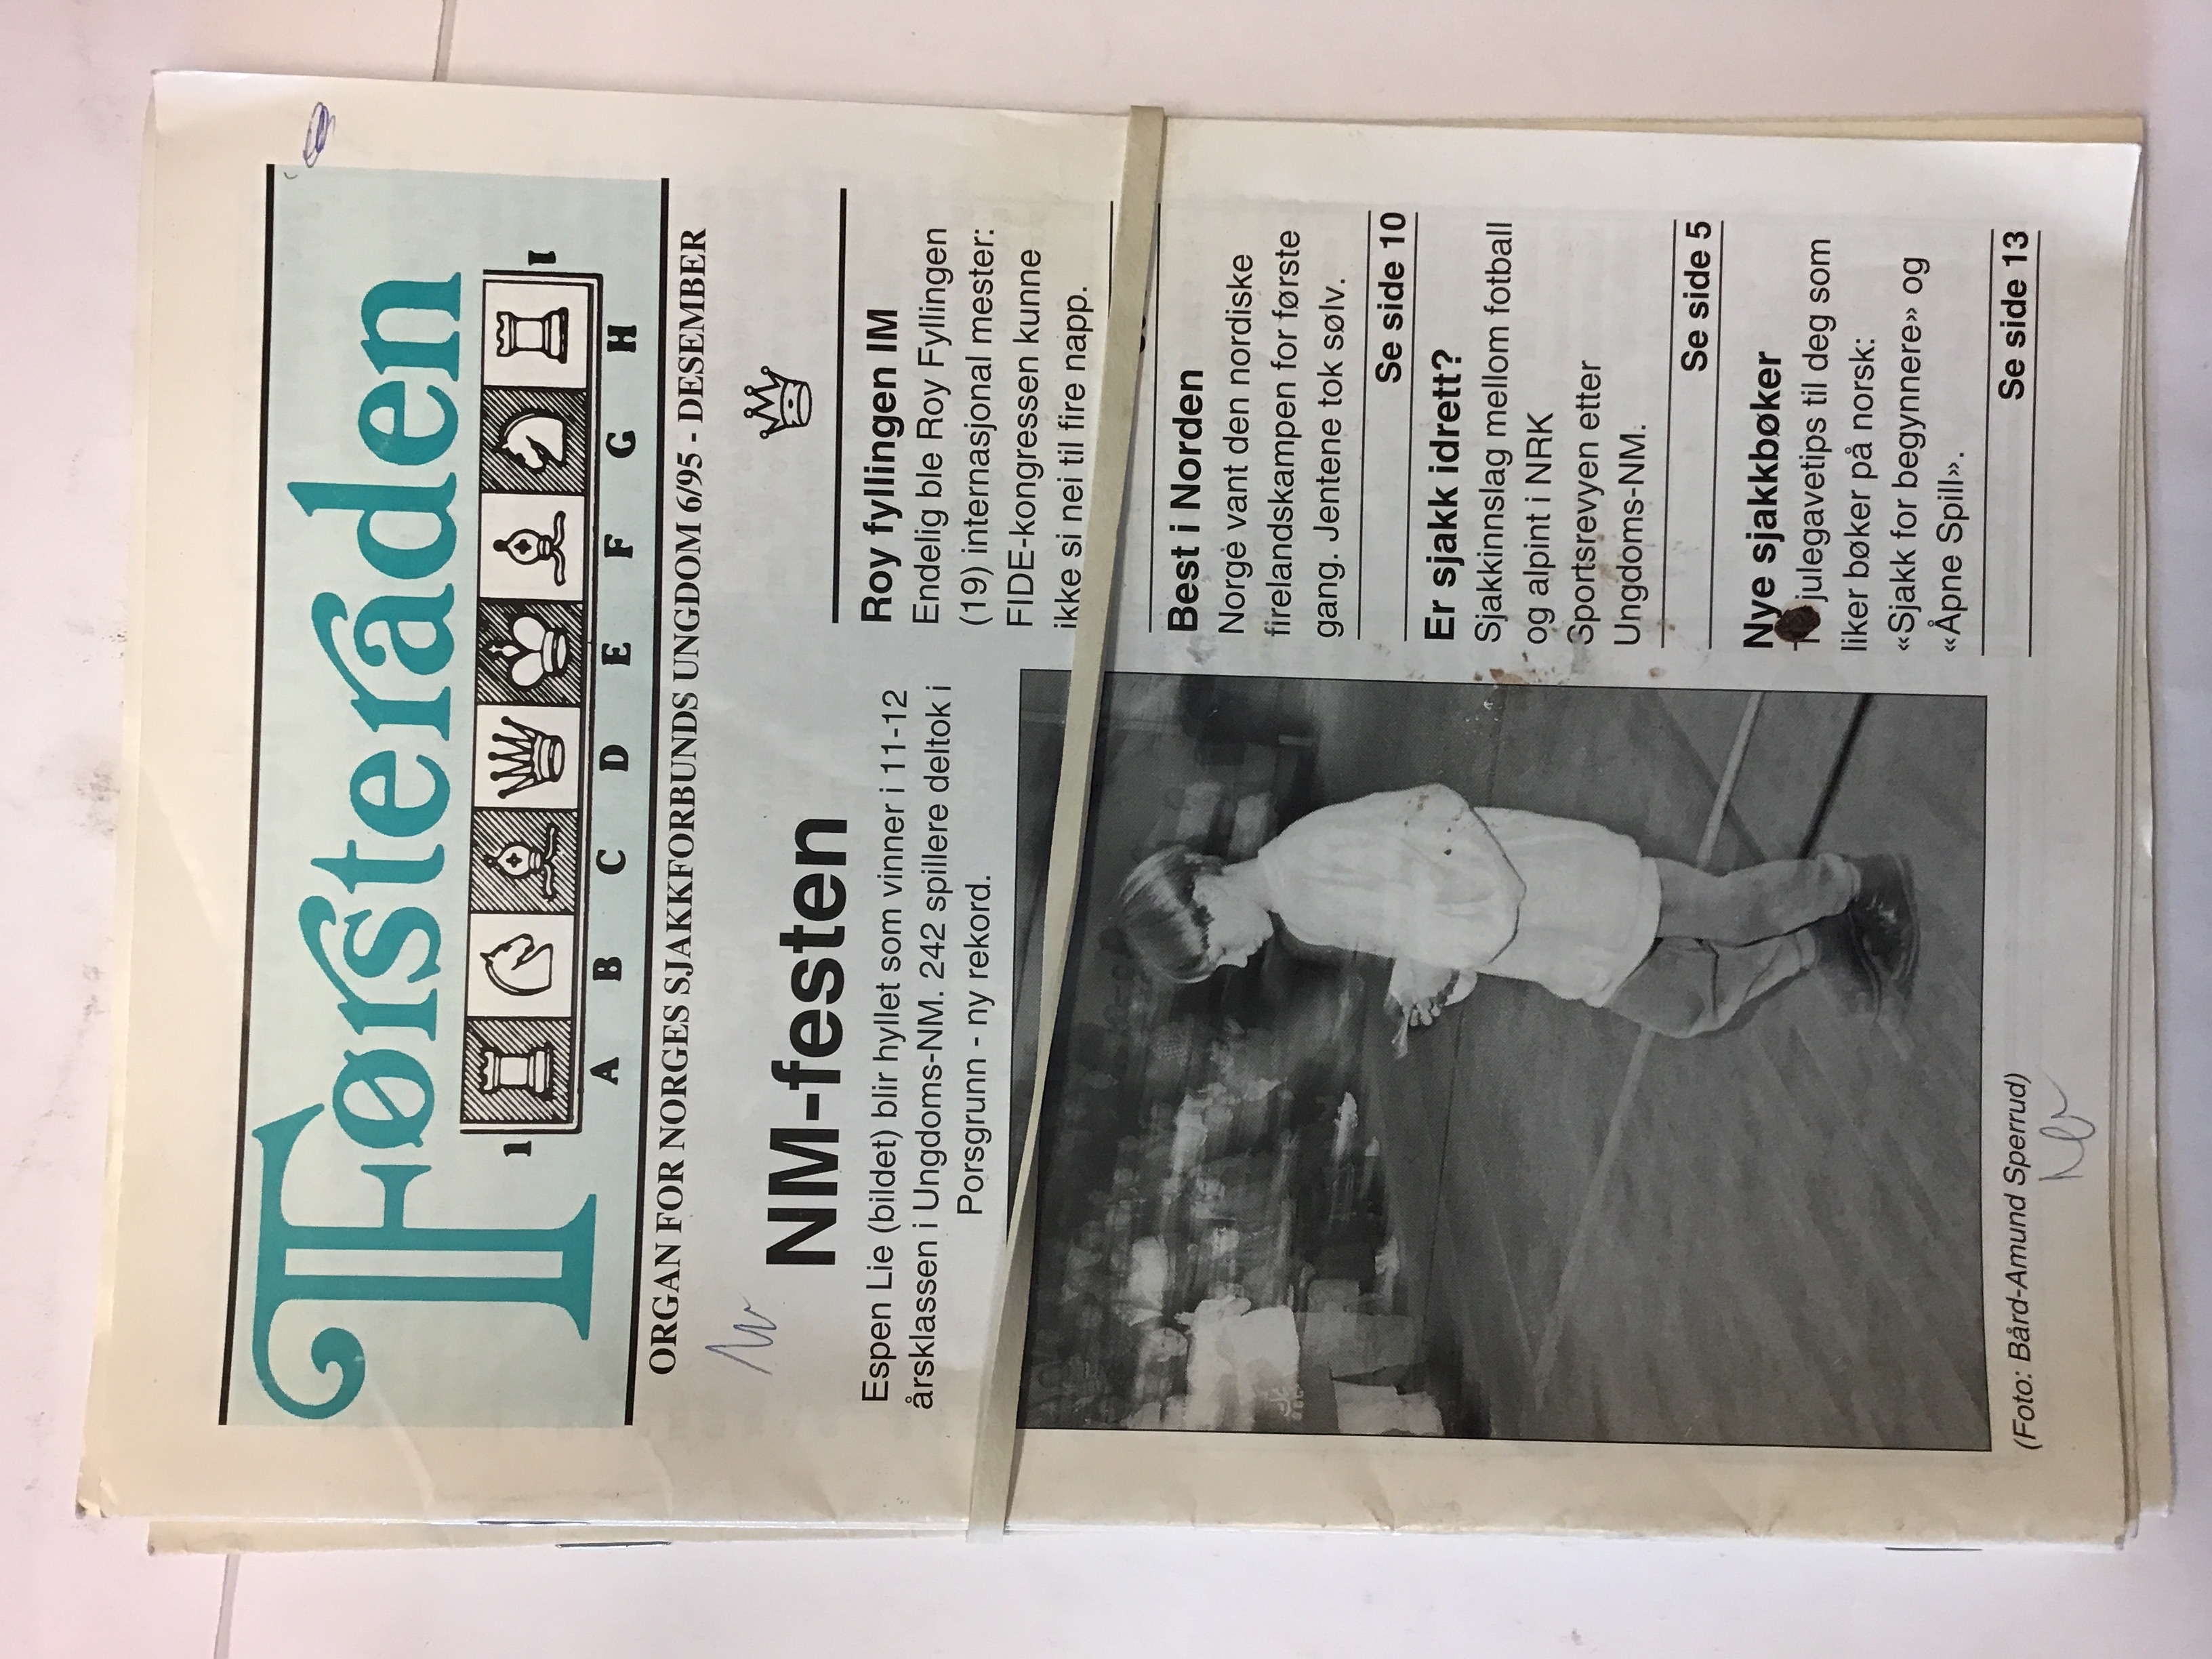 Førsteraden
1
1
A B C D E F G H
ORGAN FOR NORGES SJAKKFORBUNDS UNGDOM 6/95 - DESEMBER
NM-festen
Espen Lie (bildet) blir hyllet som vinner i 11-12
årsklassen i Ungdoms-NM. 242 spillere deltok i
Porsgrunn - ny rekord.
(Foto: Bård-Amund Sperrud)
Roy fyllingen IM
Endelig ble Roy Fyllingen
(19) internasjonal mester:
FIDE-kongressen kunne
ikke si nei til fire napp.
Best i Norden
Norge vant den nordiske
firelandskampen for første
gang. Jentene tok sølv.
Se side 10
Er sjakk idrett?
Sjakkinnslag mellom fotball
og alpint i NRK
Sportsrevyen etter
Ungdoms-NM.
Se side 5
Nye sjakkbøker
julegavetips til deg som
liker bøker på norsk:
«Sjakk for begynnere» og
«Åpne Spill».
Se side 13